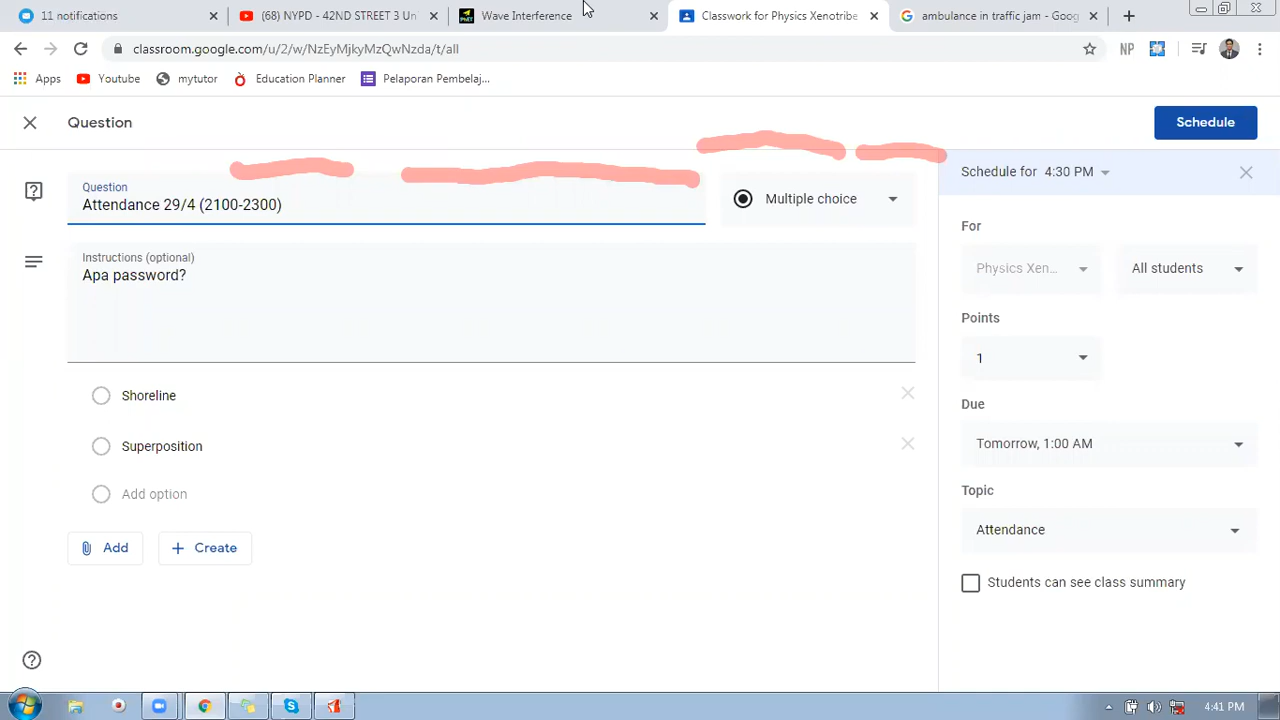 11 notifications
(68) NYPD - 42ND STREET 3 U
PhET
Wave Interference
Classwork for Physics Xenotribe
ambulance in traffic jam - Goog
classroom.google.com/u/2/w/NzEyMjkyMzQwNzda/t/all
NP
Apps
Youtube
mytutor
Education Planner
Pelaporan Pembelaj...
Question
Schedule
Question
Attendance 29/4 (2100-2300)
Multiple choice
Schedule for 4:30 PM
Instructions (optional)
Apa password?
For
Physics Xen...
All students
Points
1
Shoreline
Due
Superposition
Tomorrow, 1:00 AM
Add option
Topic
Attendance
Add
Create
Students can see class summary
4:41 PM